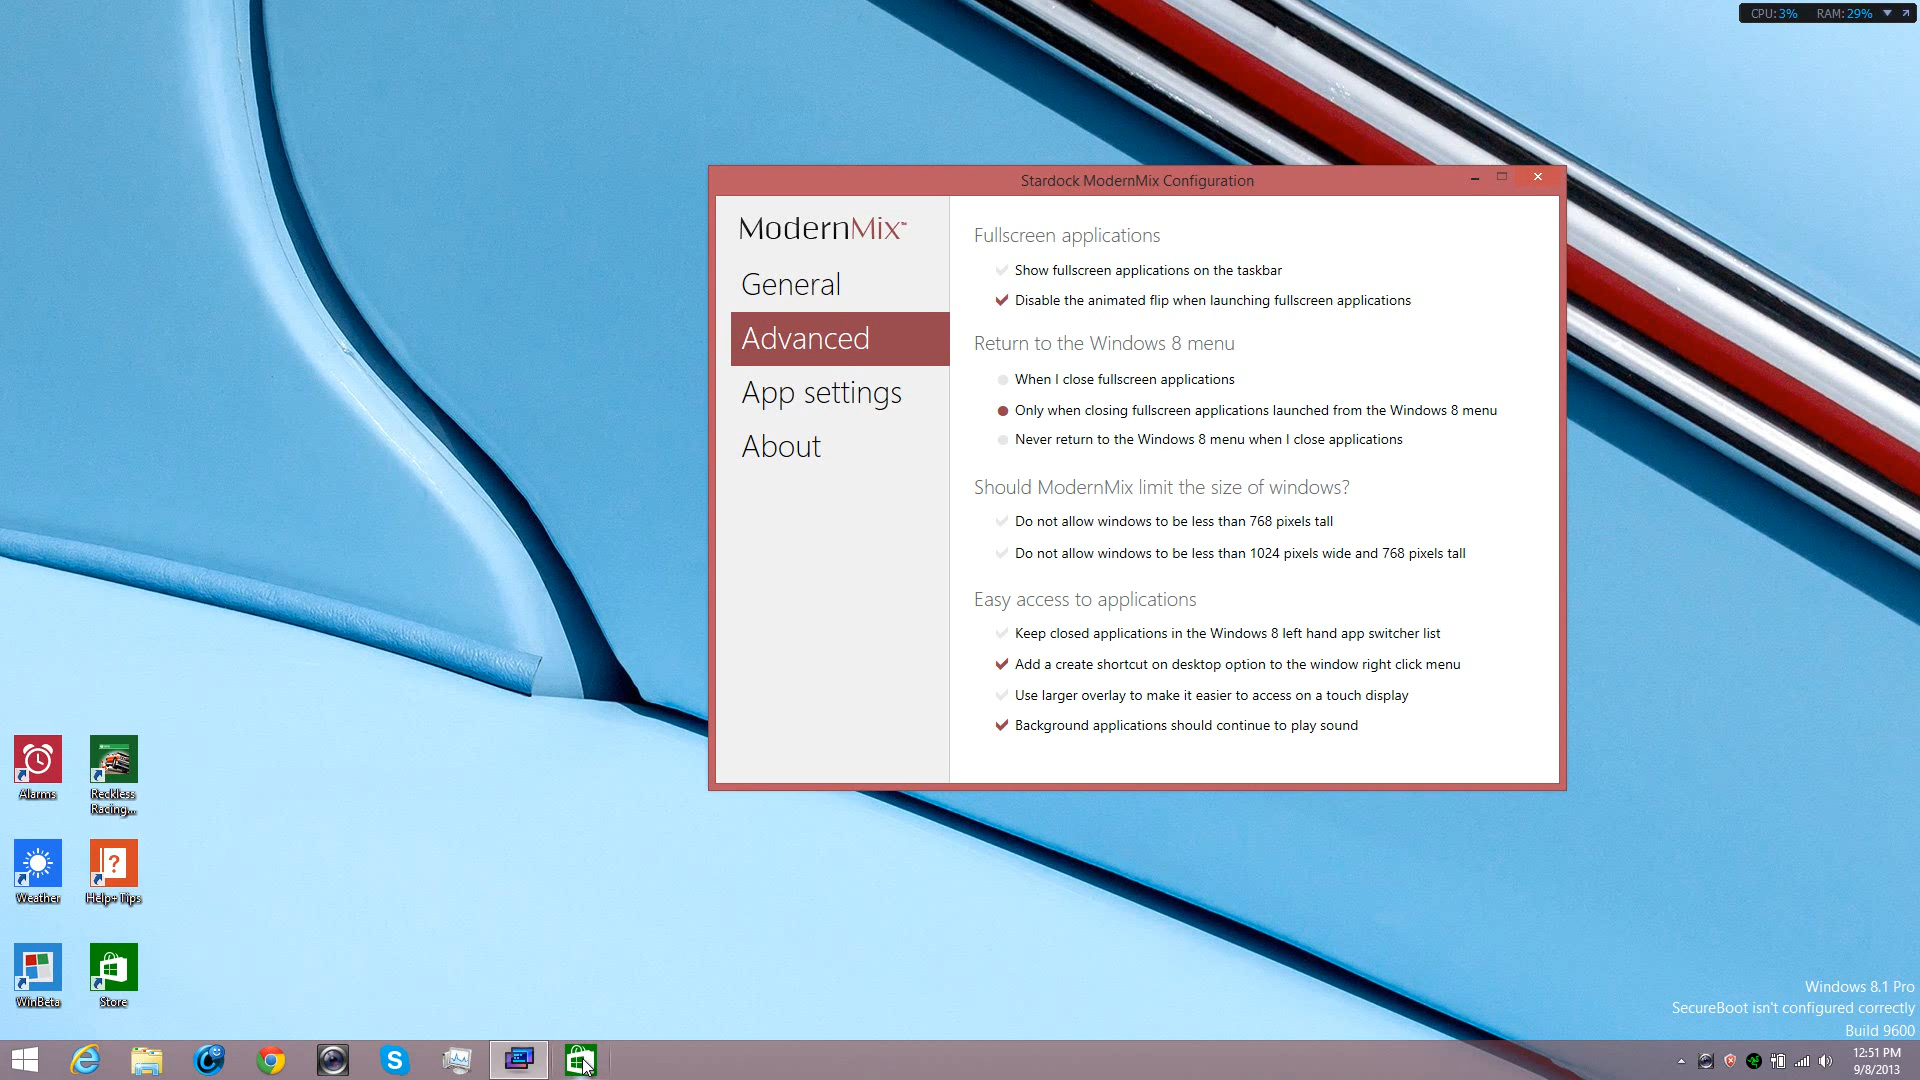 CPU: 3% RAM: 29%
Stardock ModernMix Configuration
ModernMix™
General
Advanced
App settings
About
Fullscreen applications
Show fullscreen applications on the taskbar
Disable the animated flip when launching fullscreen applications
Return to the Windows 8 menu
When I close fullscreen applications
Only when closing fullscreen applications launched from the Windows 8 menu
Never return to the Windows 8 menu when I close applications
Should ModernMix limit the size of windows?
Do not allow windows to be less than 768 pixels tall
Do not allow windows to be less than 1024 pixels wide and 768 pixels tall
Easy access to applications
Keep closed applications in the Windows 8 left hand app switcher list
Add a create shortcut on desktop option to the window right click menu
Use larger overlay to make it easier to access on a touch display
Background applications should continue to play sound
Alarms
Reckless
Racing...
Weather
Help+Tips
WinBeta
Store
Windows 8.1 Pro
SecureBoot isn't configured correctly
Build 9600
12:51 PM
9/8/2013